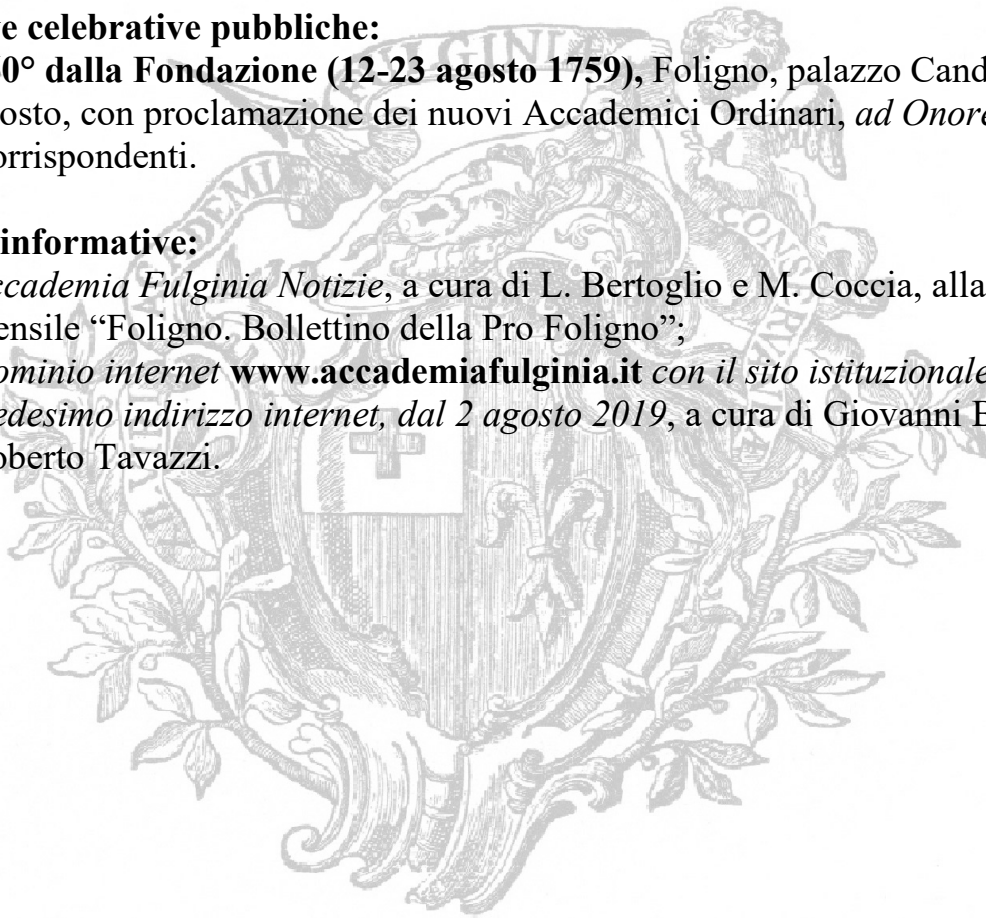 ve celebrative pubbliche:
60° dalla Fondazione (12-23 agosto 1759), Foligno, palazzo Cand
osto, con proclamazione dei nuovi Accademici Ordinari, ad Onore
orrispondenti.
informative:
ccademia Fulginia Notizie, a cura di L. Bertoglio e M. Coccia, alla
ensile “Foligno. Bollettino della Pro Foligno”;
ominio internet www.accademiafulginia.it con il sito istituzionale
edesimo indirizzo internet, dal 2 agosto 2019, a cura di Giovanni B
oberto Tavazzi.